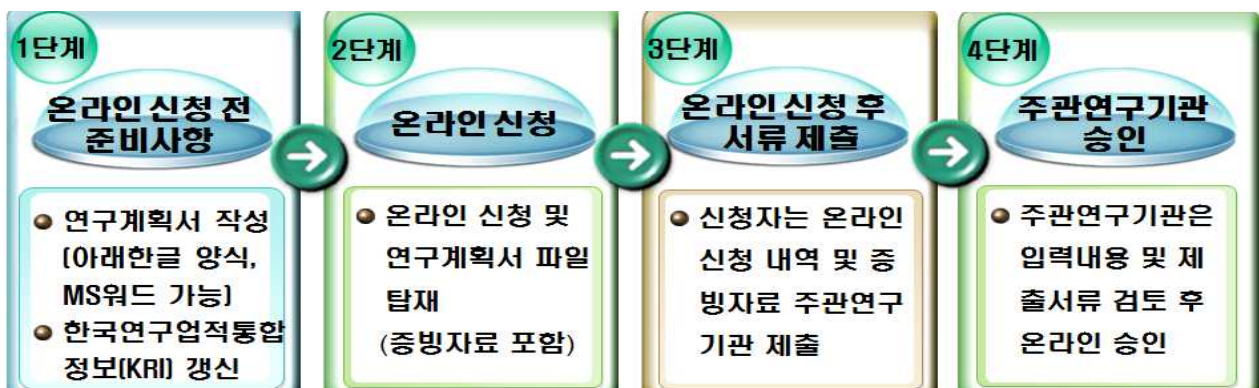 1단계
온라인 신청 전
준비사항
연구계획서 작성
(아래한글 양식,
MS워드 가능)
한국연구업적통합
정보(KRI) 갱신
2단계
온라인 신청
온라인 신청 및
연구계획서 파일
탑재
(증빙자료 포함)
3단계
온라인 신청 후
서류 제출
신청자는 온라인
신청 내역 및 증
빙자료 주관연구
기관 제출
4단계
주관연구기관
승인
주관연구기관은
입력내용 및 제
출서류 검토 후
온라인 승인